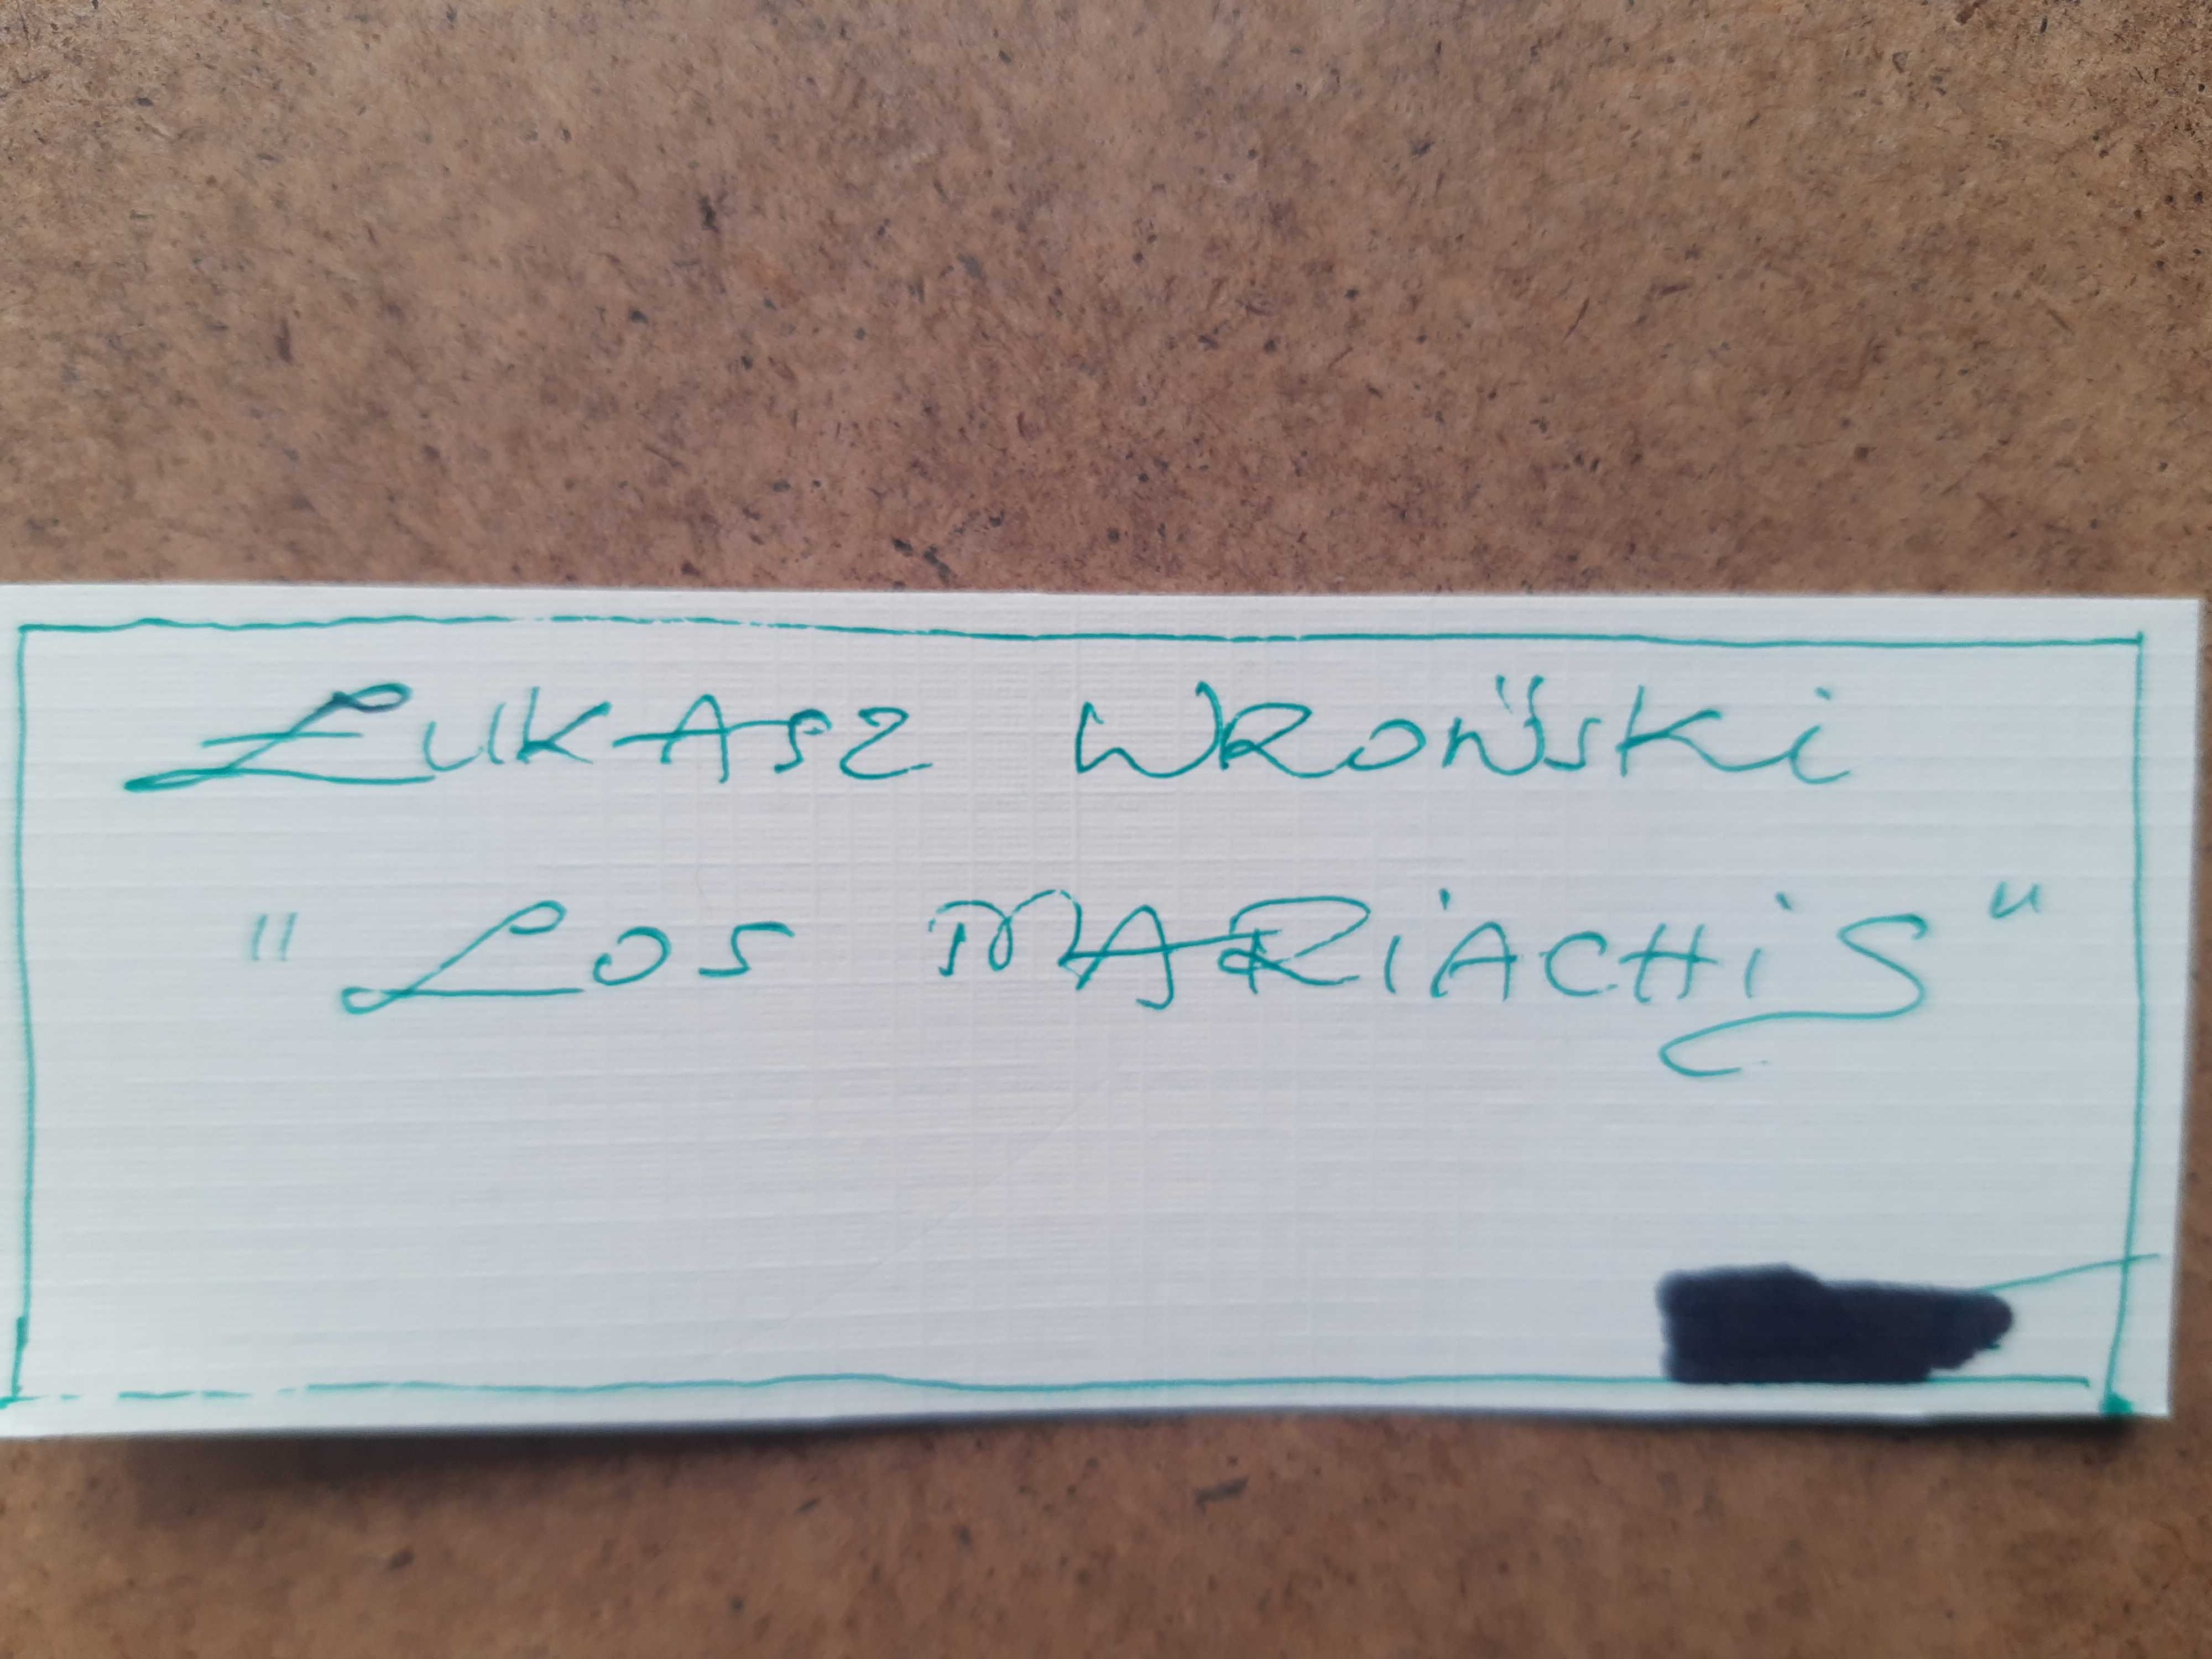 Łukasz Wroński
"Los Mariachis"